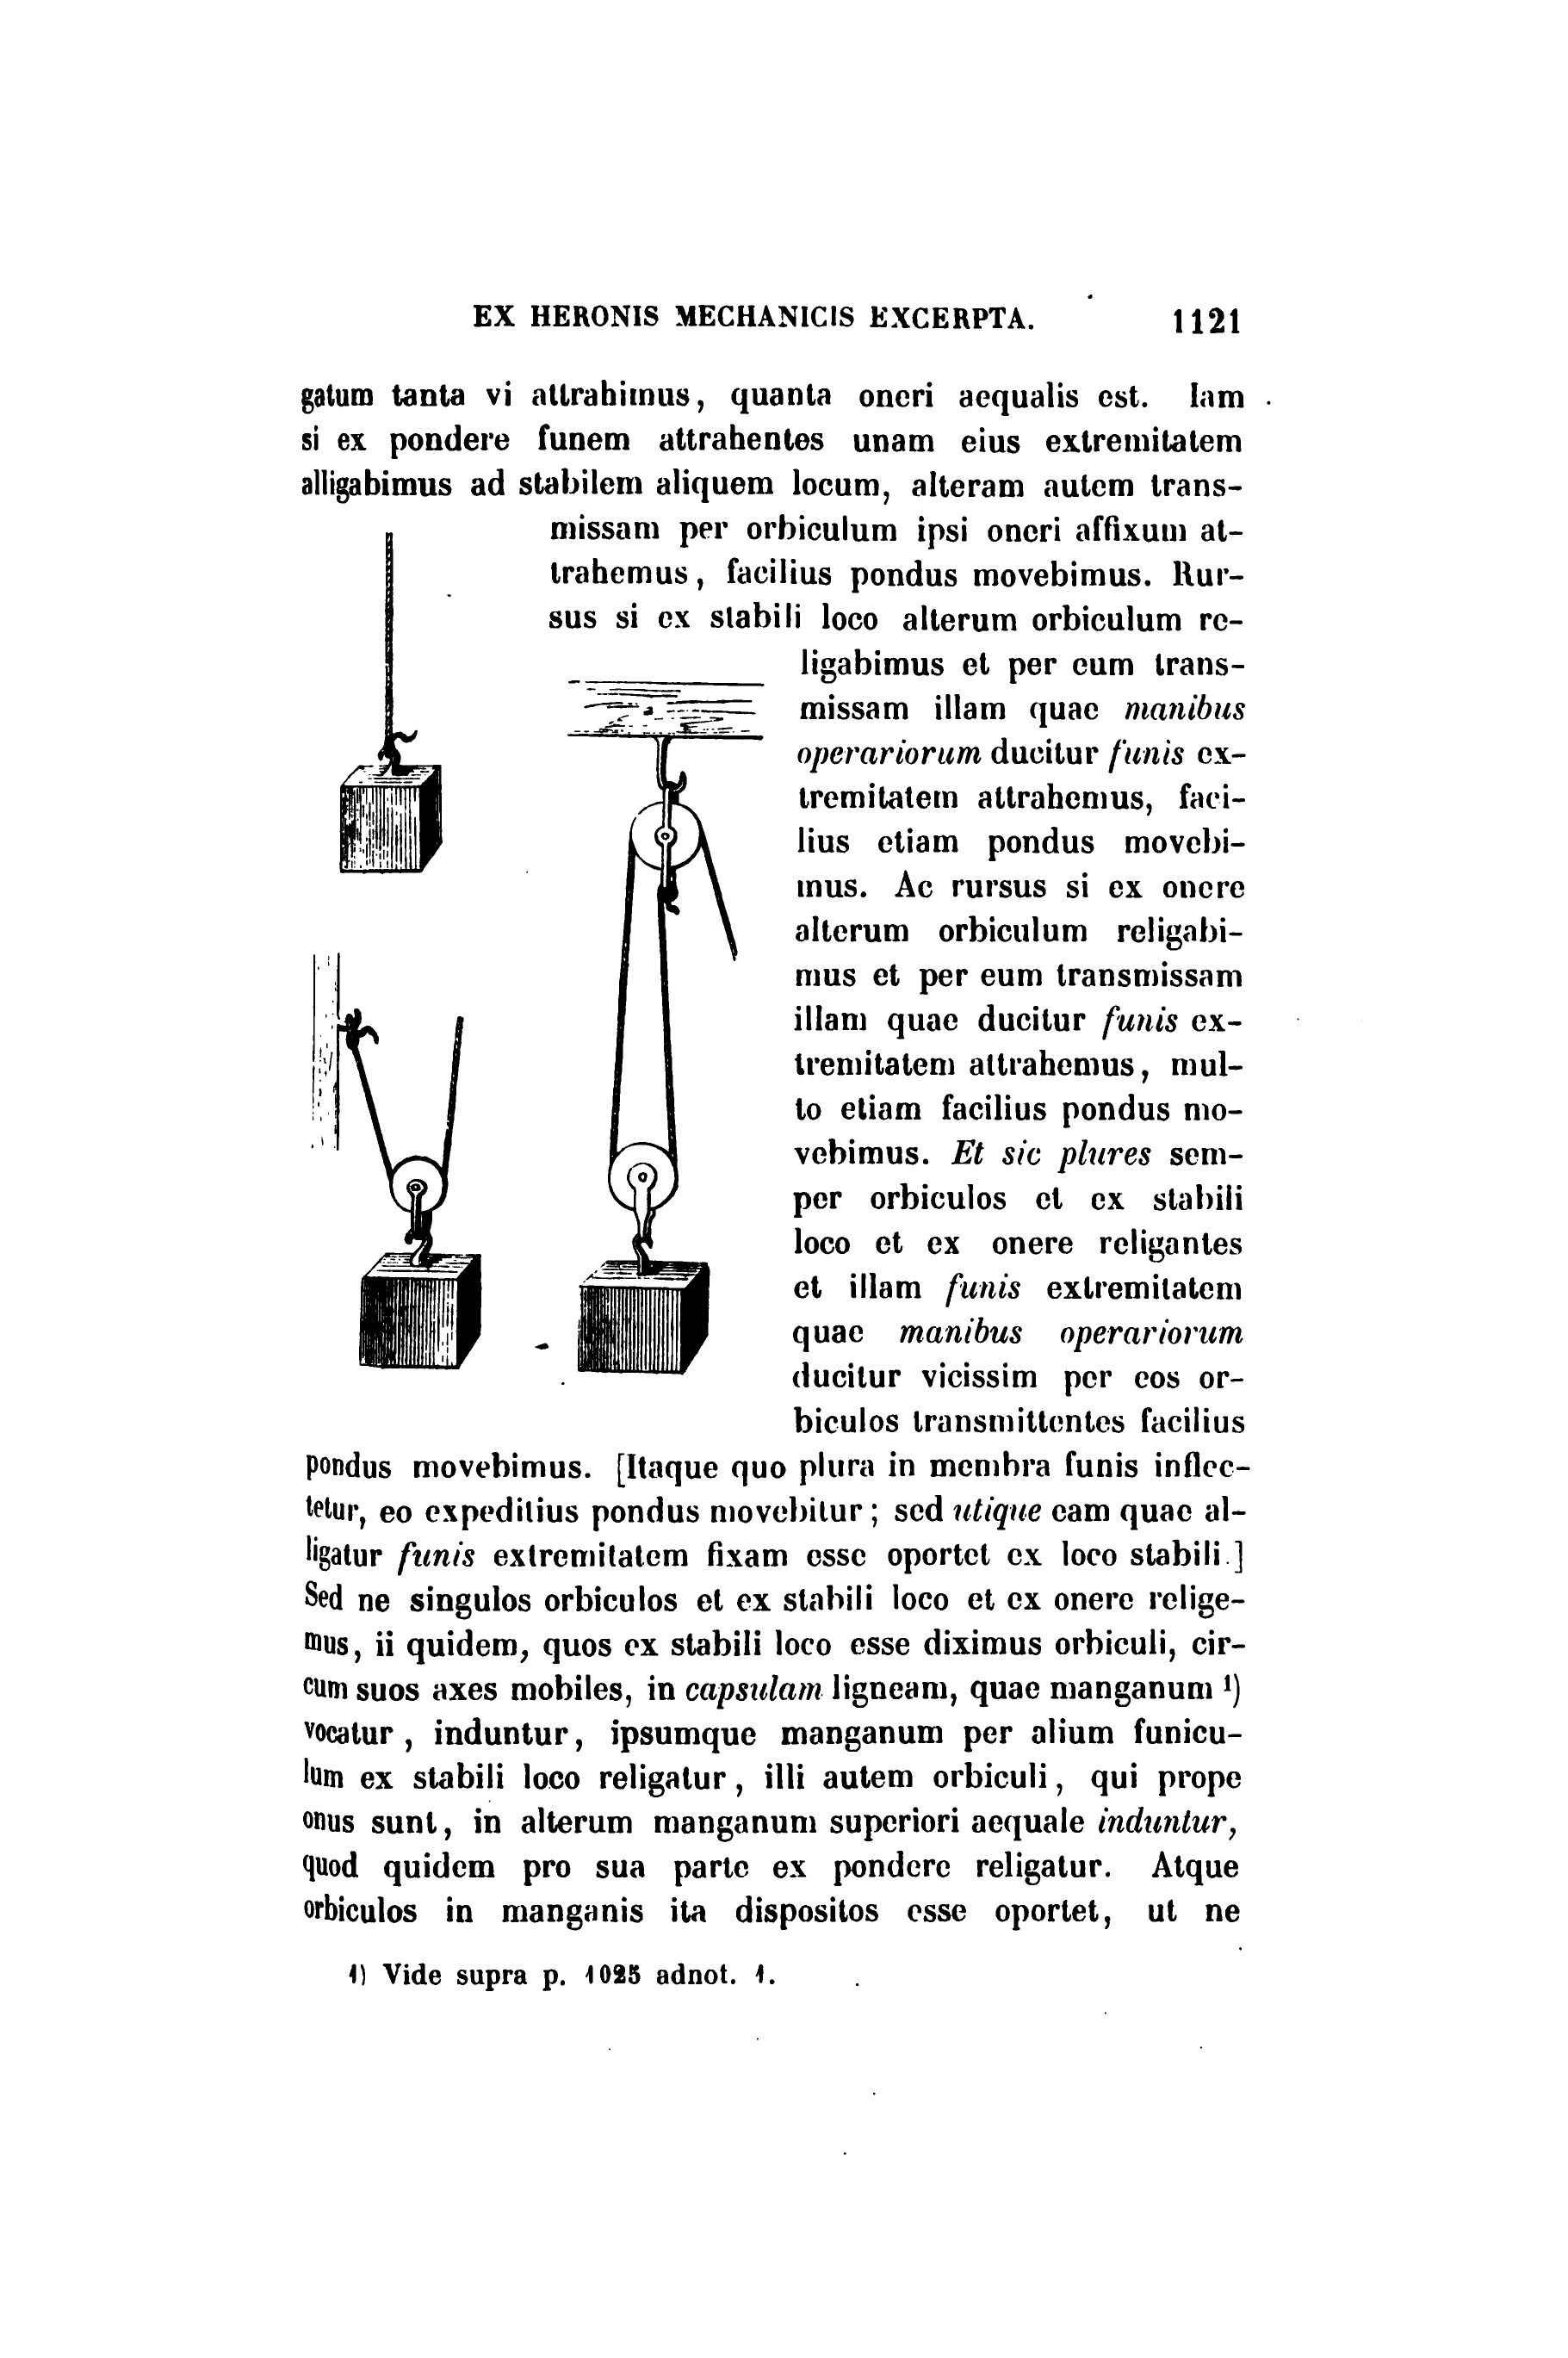 EX HERONIS MECHANICIS EXCERPTA. 1121
gatum tanta vi attrahimus, quanta oneri aequalis est. Iam
si ex pondere funem attrahentes unam eius extremitatem
alligabimus ad stabilem aliquem locum, alteram autem trans-
missam per orbiculum ipsi oneri affixum at-
trahemus, facilius pondus movebimus. Rur-
sus si ex stabili loco alterum orbiculum re-
ligabimus et per eum trans-
missam illam quae manibus
operariorum ducitur funis ex-
tremitatem attrahemus, faci-
lius etiam pondus movebi-
mus. Ac rursus si ex onere
alterum orbiculum religabi-
mus et per eum transmissam
illam quae ducitur funis ex-
tremitatem attrahemus, mul-
to etiam facilius pondus mo-
vebimus. Et sic plures sem-
per orbiculos et ex stabili
loco et ex onere religantes
et illam funis extremitatem
quae manibus operariorum
ducitur vicissim per eos or-
biculos transmittentes facilius
pondus movebimus. [Itaque quo plura in membra funis inflec-
tetur, eo expeditius pondus movebitur; sed utique eam quae al-
ligatur funis extremitatem fixam esse oportet ex loco stabili.]
Sed ne singulos orbiculos et ex stabili loco et ex onere relige-
mus, ii quidem, quos ex stabili loco esse diximus orbiculi, cir-
cum suos axes mobiles, in capsulam ligneam, quae manganum 1)
vocatur, induntur, ipsumque manganum per alium funicu-
lum ex stabili loco religatur, illi autem orbiculi, qui prope
onus sunt, in alterum manganum superiori aequale induntur,
quod quidem pro sua parte ex pondere religatur. Atque
orbiculos in manganis ita dispositos esse oportet, ut ne
1) Vide supra p. 1025 adnot. 1.